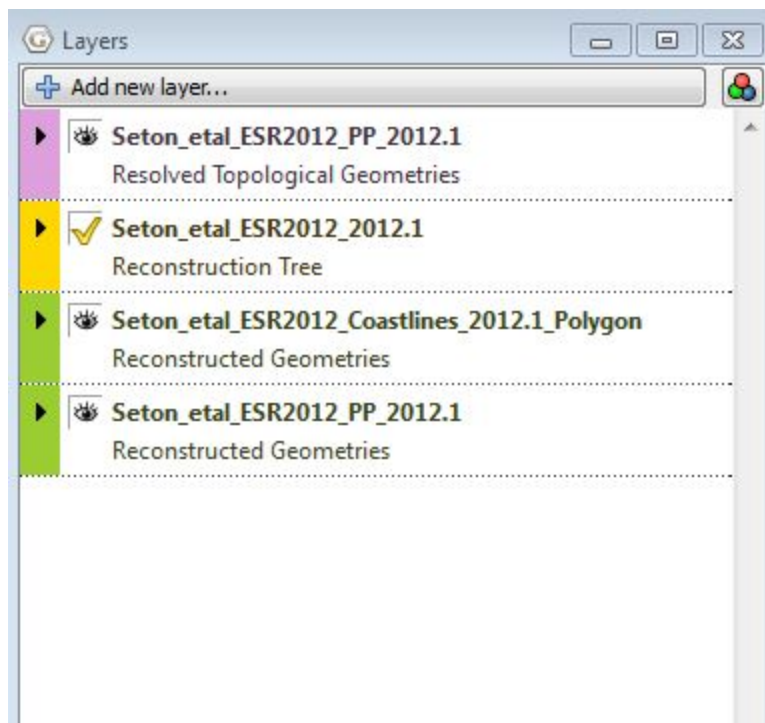 Layers
Add new layer...
Seton_etal_ESR2012_PP_2012.1
Resolved Topological Geometries
Seton_etal_ESR2012_2012.1
Reconstruction Tree
Seton_etal_ESR2012_Coastlines_2012.1_Polygon
Reconstructed Geometries
Seton_etal_ESR2012_PP_2012.1
Reconstructed Geometries